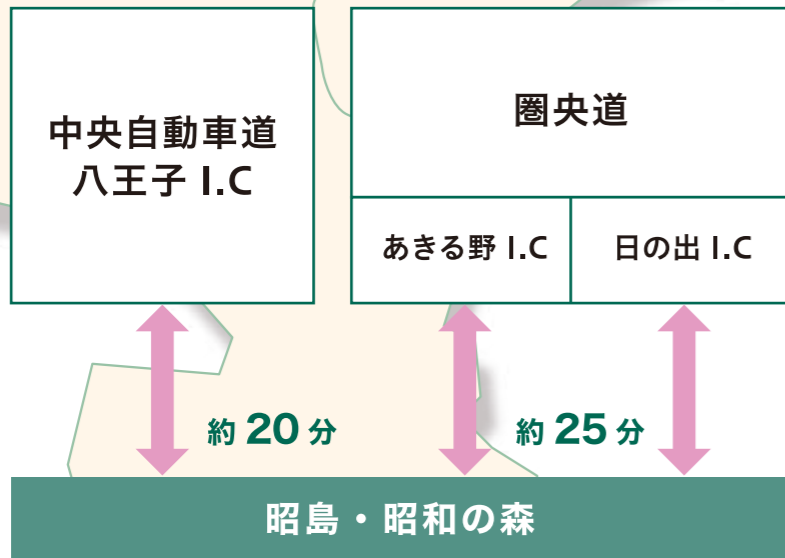 中央自動車道
八王子 I.C
圏央道
あきる野 I.C
日の出 I.C
約 20 分
約 25 分
昭島・昭和の森